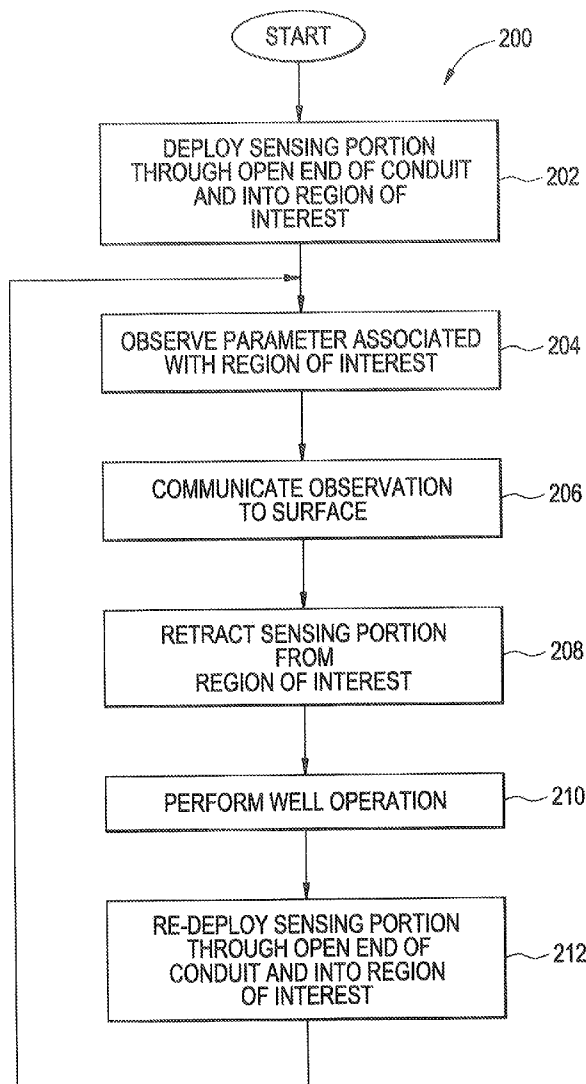 START
200
DEPLOY SENSING PORTION
THROUGH OPEN END OF CONDUIT
AND INTO REGION OF
INTEREST
202
OBSERVE PARAMETER ASSOCIATED
WITH REGION OF INTEREST
204
COMMUNICATE OBSERVATION
TO SURFACE
206
RETRACT SENSING PORTION
FROM
REGION OF INTEREST
208
PERFORM WELL OPERATION
210
RE-DEPLOY SENSING PORTION
THROUGH OPEN END OF
CONDUIT AND INTO REGION
OF INTEREST
212